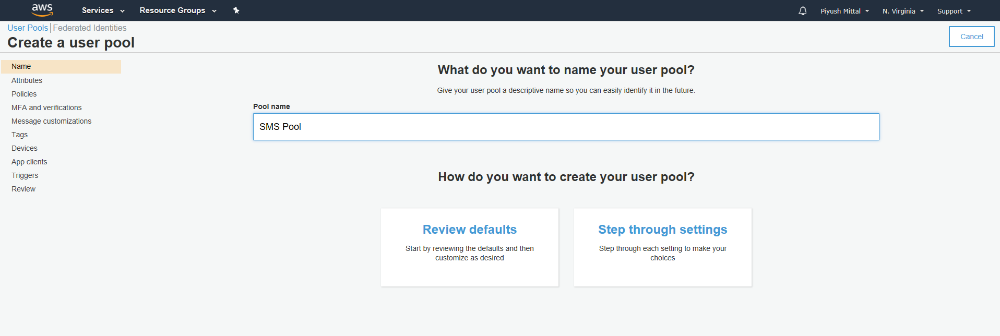 aws Services Resource Groups Piyush Mittal N. Virginia Support
User Pools Federated Identities
Create a user pool
Cancel
Name
Attributes
Policies
MFA and verifications
Message customizations
Tags
Devices
App clients
Triggers
Review
What do you want to name your user pool?
Give your user pool a descriptive name so you can easily identify it in the future.
Pool name
SMS Pool
How do you want to create your user pool?
Review defaults
Start by reviewing the defaults and then
customize as desired
Step through settings
Step through each setting to make your
choices